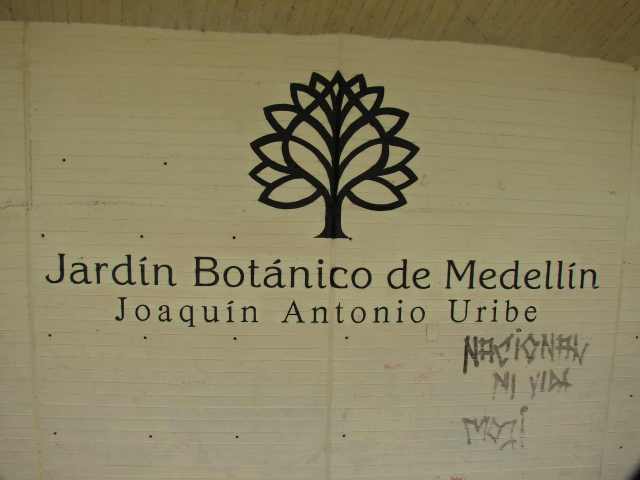 Jardín Botánico de Medellín
Joaquín Antonio Uribe
NACIONAL
MI VIDA